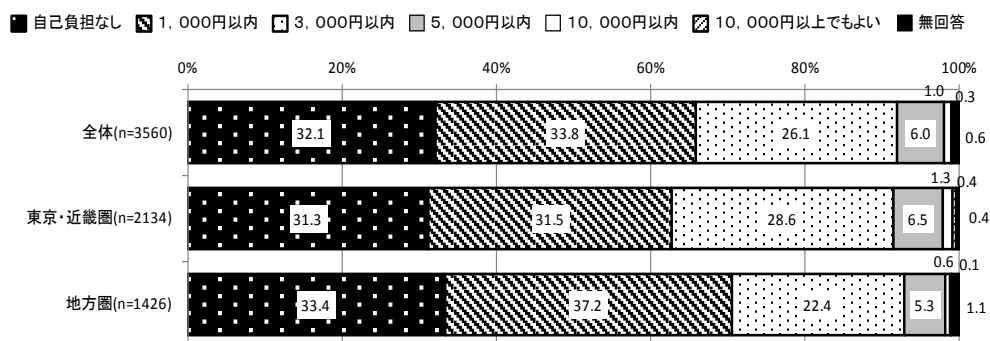 自己負担なし 1，000円以内 3，000円以内 5，000円以内 10，000円以内 10，000円以上でもよい 無回答
0% 20% 40% 60% 80% 100%
1.0 0.3
全体(n=3560) 32.1 33.8 26.1 6.0 0.6
1.3 0.4
東京・近畿圏(n=2134) 31.3 31.5 28.6 6.5 0.4
0.6 0.1
地方圏(n=1426) 33.4 37.2 22.4 5.3 1.1